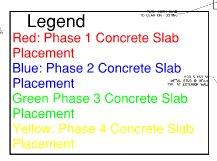 Legend
Red: Phase 1 Concrete Slab
Placement
Blue: Phase 2 Concrete Slab
Placement
Green Phase 3 Concrete Slab
Placement
Yellow: Phase 4 Concrete Slab
Placement